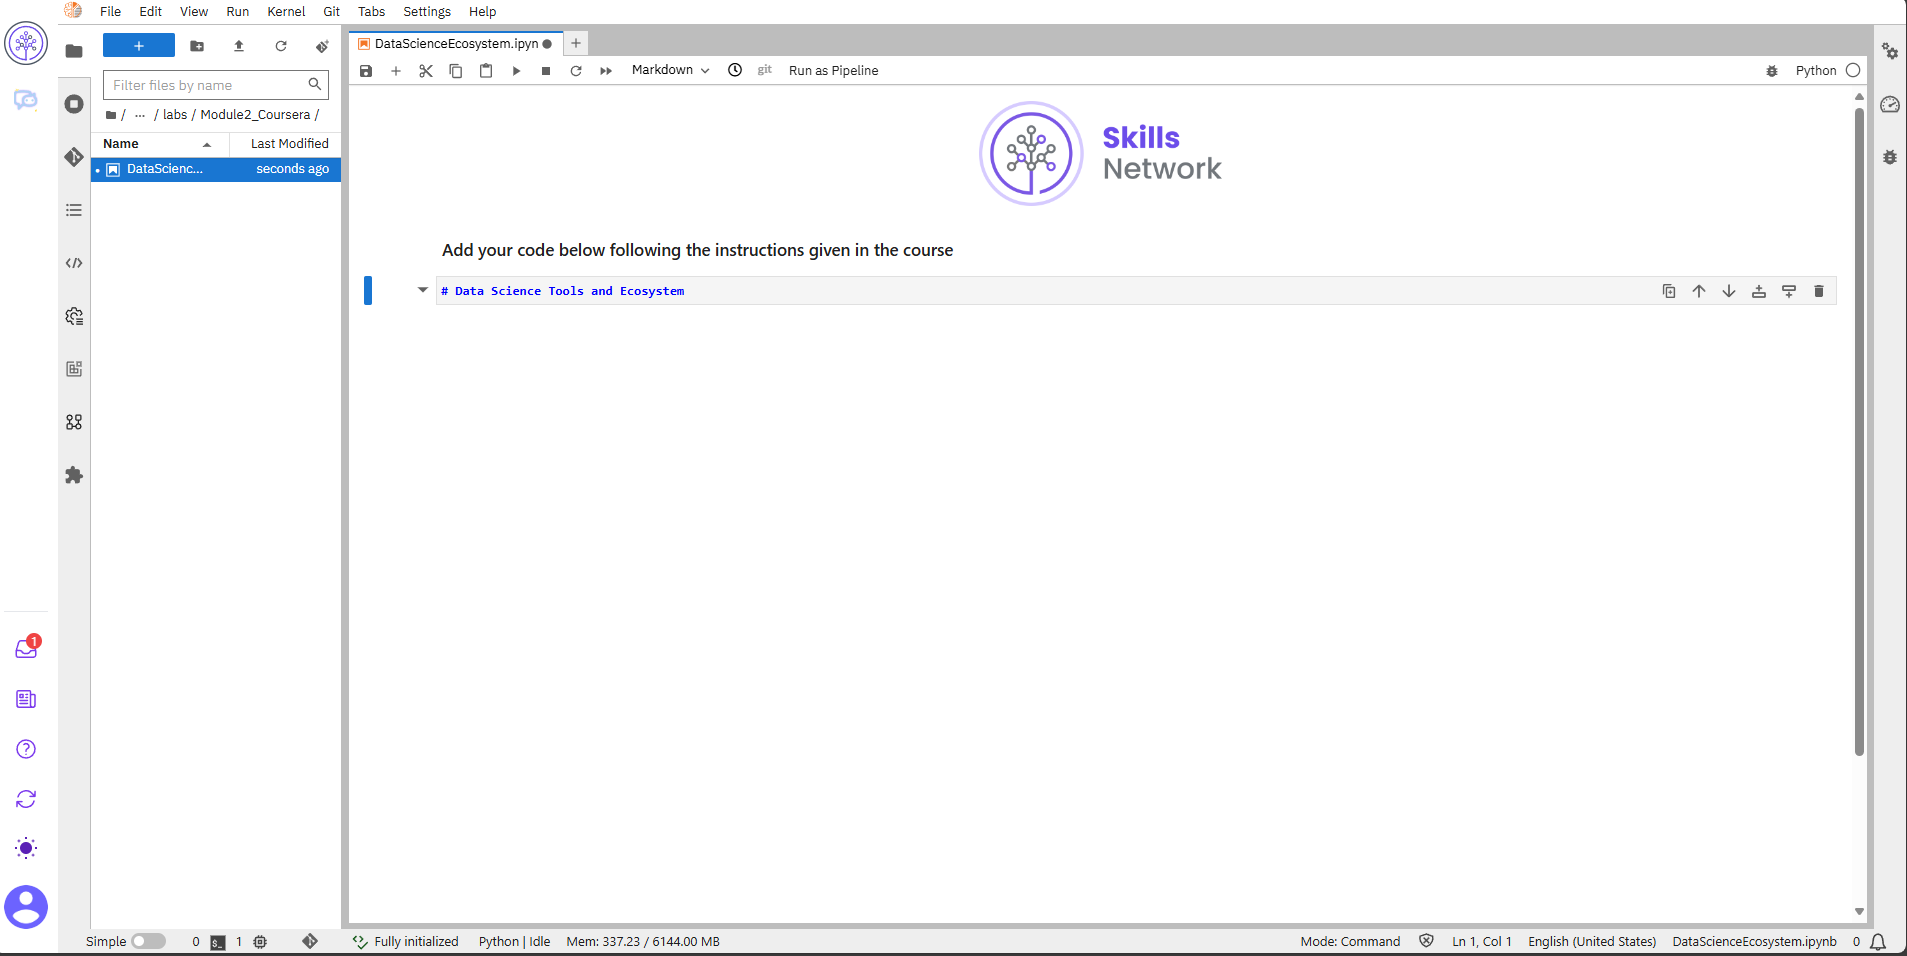 File Edit View Run Kernel Git Tabs Settings Help
+
Filter files by name
/ ... / labs / Module2_Coursera /
Name Last Modified
DataScienc... seconds ago
DataScienceEcosystem.ipyn
+
Markdown git Run as Pipeline Python
Skills
Network
Add your code below following the instructions given in the course
# Data Science Tools and Ecosystem
1
?
Simple 0 $_ 1 Fully initialized Python | Idle Mem: 337.23 / 6144.00 MB Mode: Command Ln 1, Col 1 English (United States) DataScienceEcosystem.ipynb 0